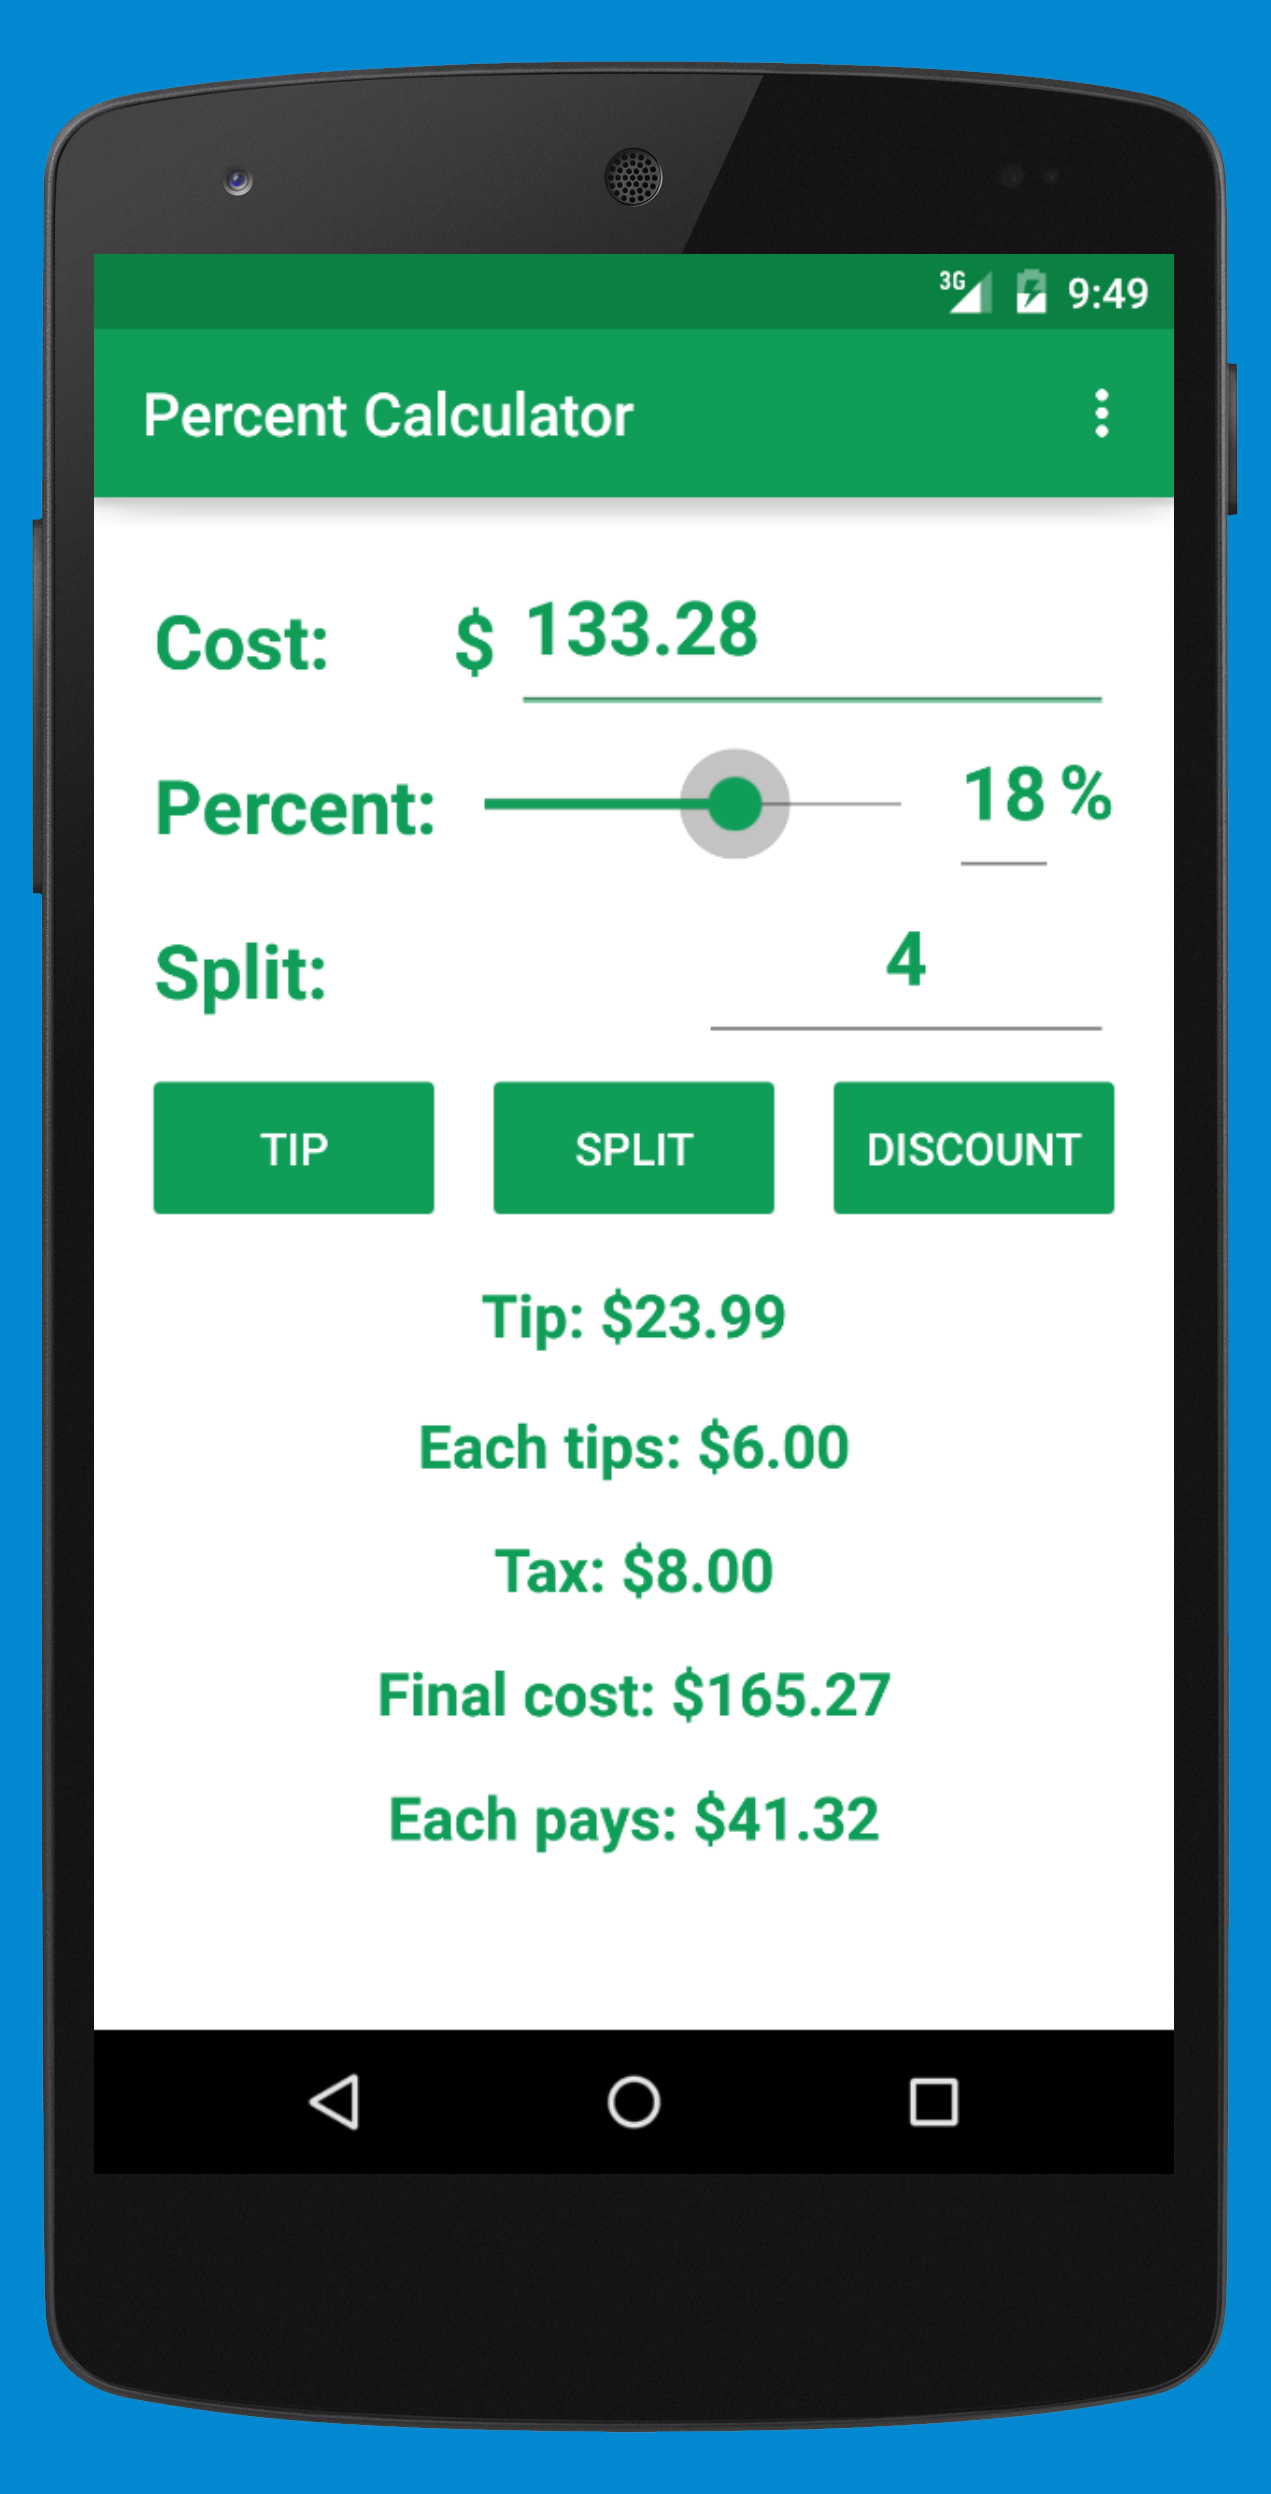 3G 9:49
Percent Calculator
Cost: $ 133.28
Percent: 18 %
Split: 4
TIP SPLIT DISCOUNT
Tip: $23.99
Each tips: $6.00
Tax: $8.00
Final cost: $165.27
Each pays: $41.32